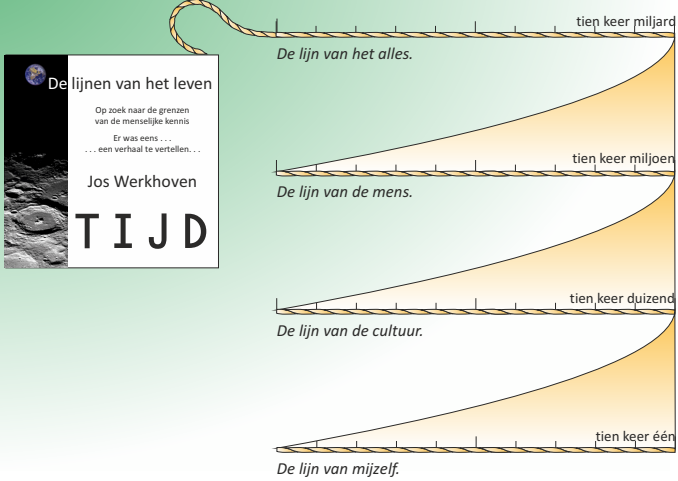 De lijnen van het leven
Op zoek naar de grenzen
van de menselijke kennis
Er was eens . . .
. . . een verhaal te vertellen. . .
Jos Werkhoven
TIJD
tien keer miljard
De lijn van het alles.
tien keer miljoen
De lijn van de mens.
tien keer duizend
De lijn van de cultuur.
tien keer één
De lijn van mijzelf.